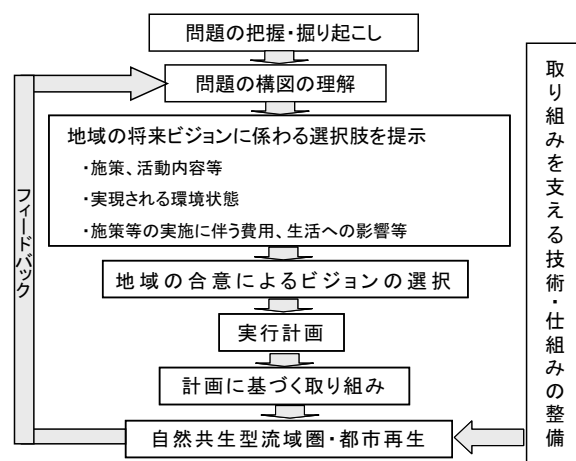 問題の把握・掘り起こし
問題の構図の理解
地域の将来ビジョンに係わる選択肢を提示
・施策、活動内容等
・実現される環境状態
・施策等の実施に伴う費用、生活への影響等
地域の合意によるビジョンの選択
実行計画
計画に基づく取り組み
自然共生型流域圏・都市再生
フィードバック
取り組みを支える技術・仕組みの整備